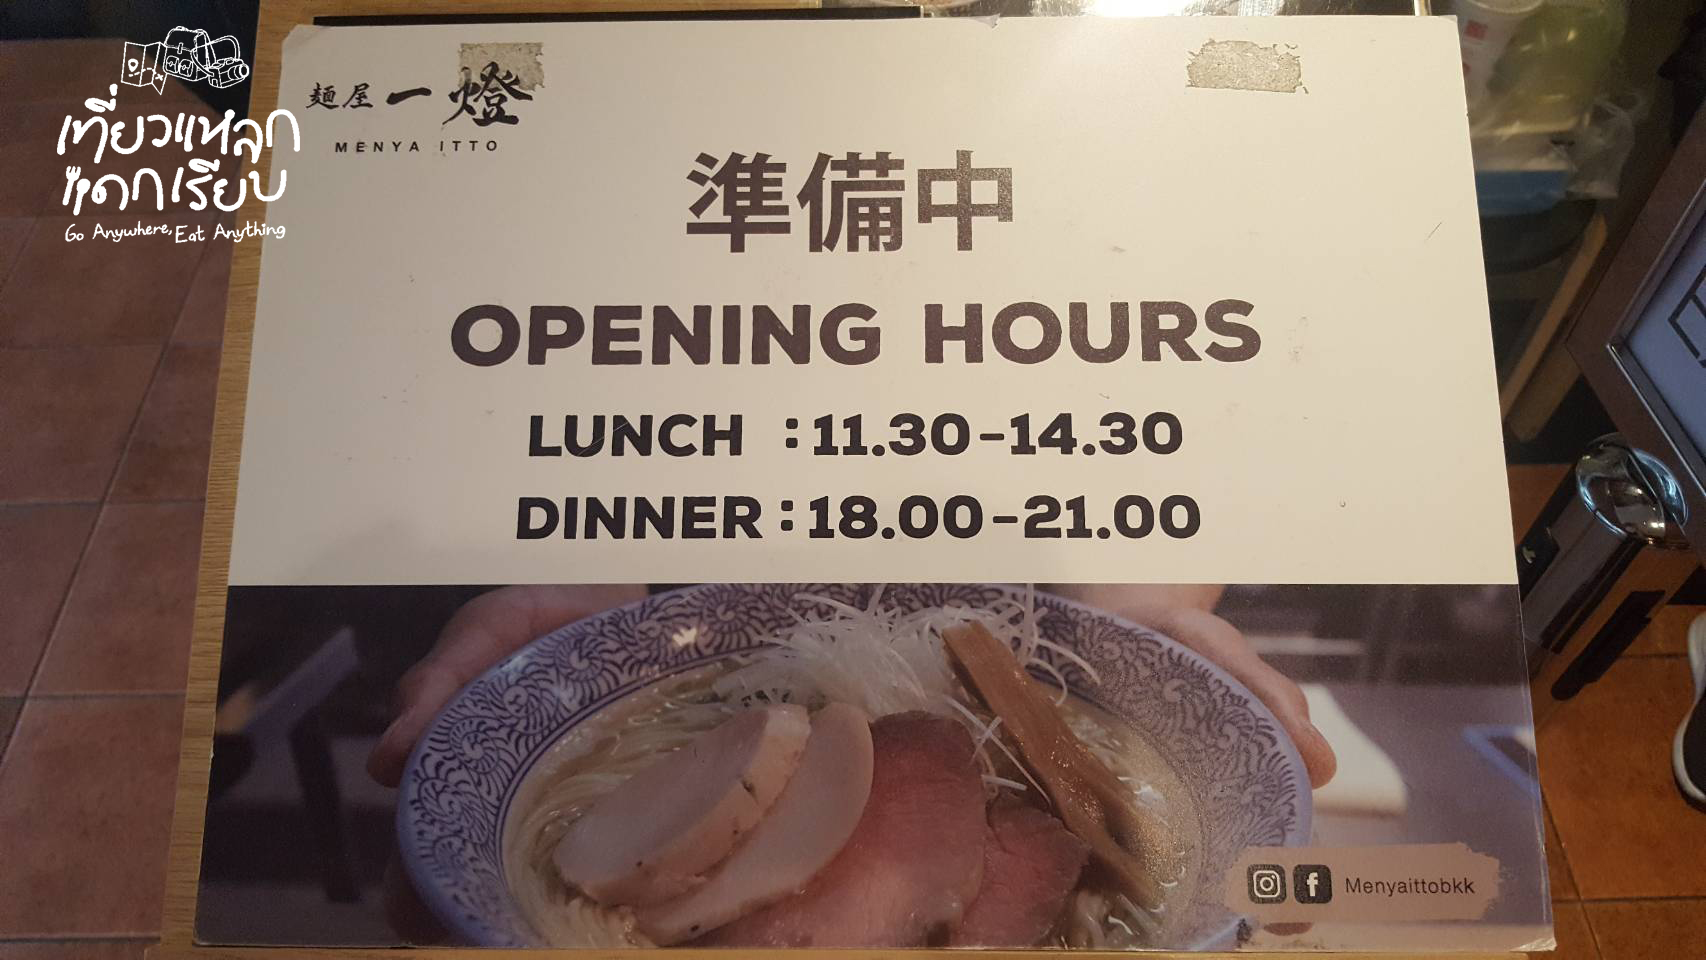 เที่ยวแหลก
แดกเรียบ
Go Anywhere, Eat Anything
麺屋 一燈
MENYA ITTO
準備中
OPENING HOURS
LUNCH : 11.30-14.30
DINNER : 18.00-21.00
Menyaittobkk